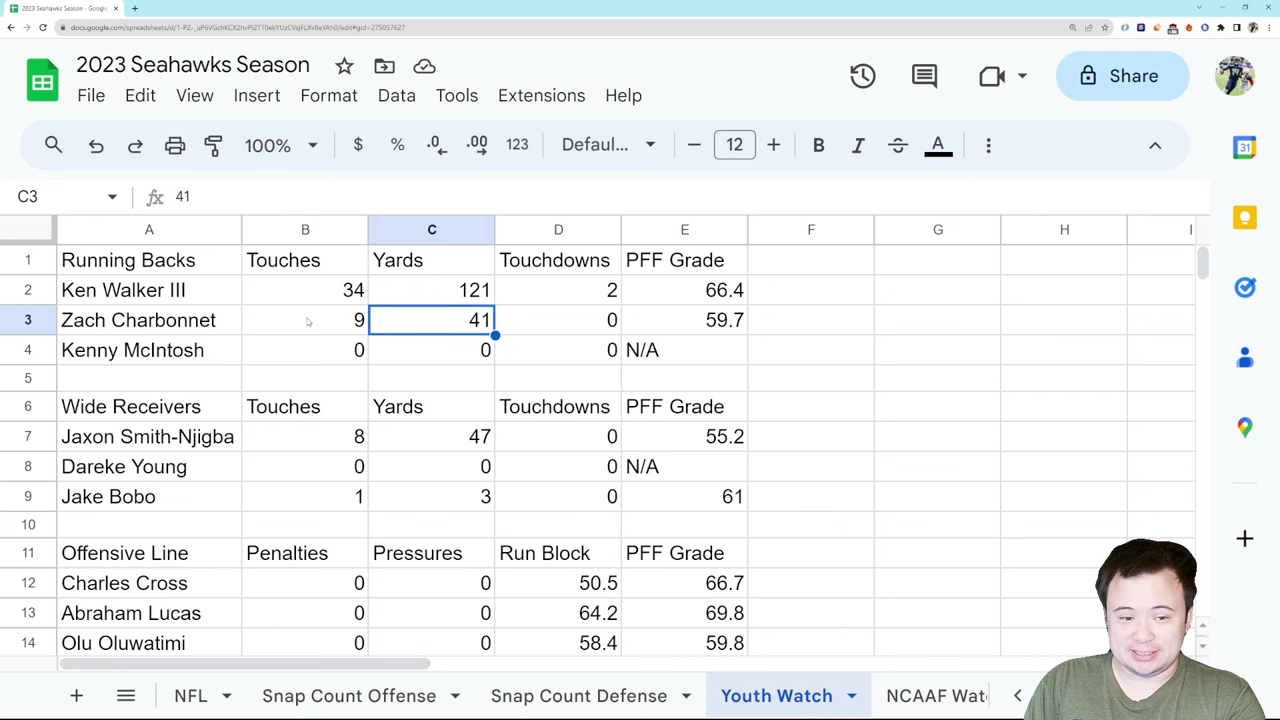 2023 Seahawks Season - Google
docs.google.com/spreadsheets/d/1-PZ-_uP6VGchKCX2hvPl2TT0ekYUzCVsjFLXv8eYAh0/edit#gid=275057627
2023 Seahawks Season
Share
File Edit View Insert Format Data Tools Extensions Help
100% $ % .0 .00 123 Defaul... 12 B I S A
C3 fx 41
A B C D E F G H I
1 Running Backs Touches Yards Touchdowns PFF Grade
2 Ken Walker III 34 121 2 66.4
3 Zach Charbonnet 9 41 0 59.7
4 Kenny McIntosh 0 0 0 N/A
5
6 Wide Receivers Touches Yards Touchdowns PFF Grade
7 Jaxon Smith-Njigba 8 47 0 55.2
8 Dareke Young 0 0 0 N/A
9 Jake Bobo 1 3 0 61
10
11 Offensive Line Penalties Pressures Run Block PFF Grade
12 Charles Cross 0 0 50.5 66.7
13 Abraham Lucas 0 0 64.2 69.8
14 Olu Oluwatimi 0 0 58.4 59.8
NFL Snap Count Offense Snap Count Defense Youth Watch NCAAF Wat
31